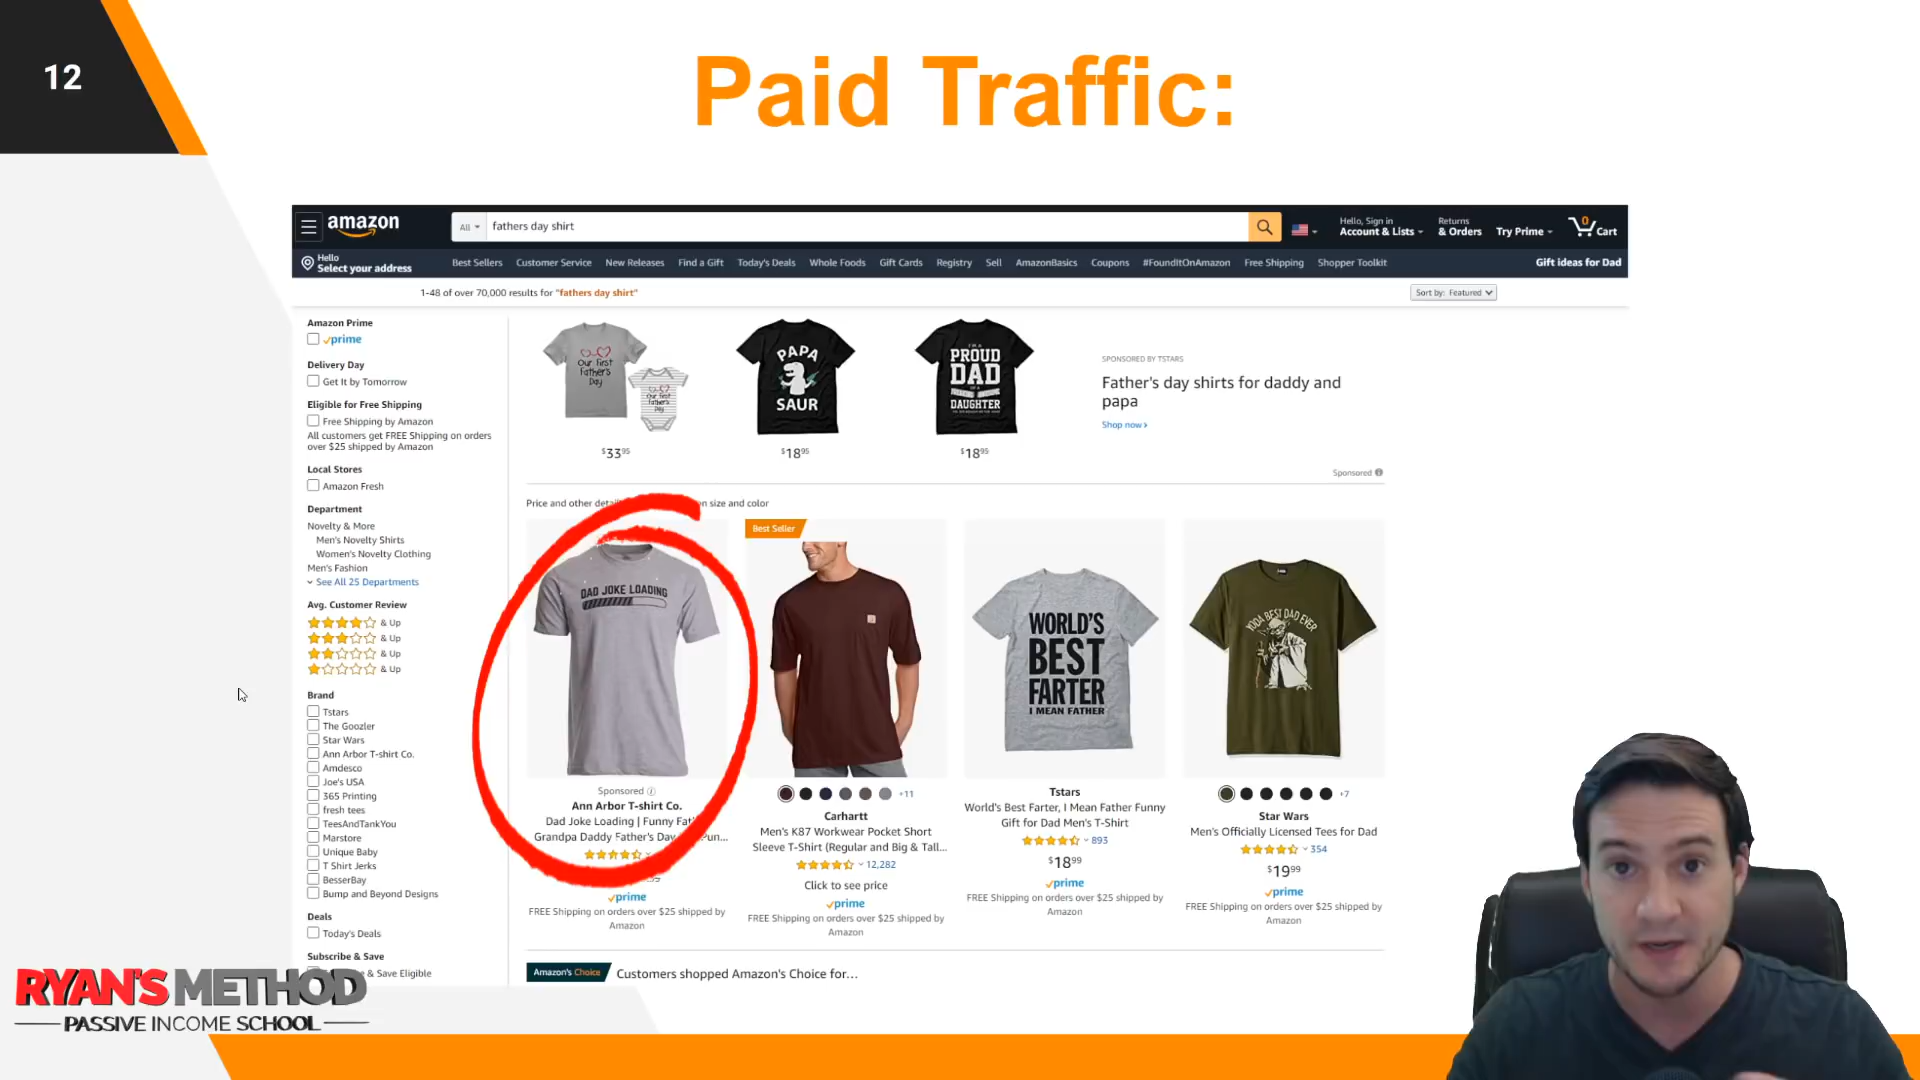 12
Paid Traffic:
amazon
All
fathers day shirt
Hello, Sign in
Account & Lists
Returns
& Orders
Try Prime
0
Cart
Hello
Select your address
Best Sellers
Customer Service
New Releases
Find a Gift
Today's Deals
Whole Foods
Gift Cards
Registry
Sell
AmazonBasics
Coupons
#FoundItOnAmazon
Free Shipping
Shopper Toolkit
Gift ideas for Dad
1-48 of over 70,000 results for "fathers day shirt"
Sort by: Featured
Amazon Prime
prime
Delivery Day
Get It by Tomorrow
Eligible for Free Shipping
Free Shipping by Amazon
All customers get FREE Shipping on orders
over $25 shipped by Amazon
Local Stores
Amazon Fresh
Department
Novelty & More
Men's Novelty Shirts
Women's Novelty Clothing
Men's Fashion
See All 25 Departments
Avg. Customer Review
& Up
& Up
& Up
& Up
Brand
Tstars
The Goozler
Star Wars
Ann Arbor T-shirt Co.
Amdesco
Joe's USA
365 Printing
fresh tees
TeesAndTankYou
Marstore
Unique Baby
T Shirt Jerks
BesserBay
Bump and Beyond Designs
Deals
Today's Deals
Subscribe & Save
& Save Eligible
Our first
Father's
Day
Our first
Father's
Day
$33.95
PAPA
SAUR
$18.95
I'M A
PROUD
DAD
OF A
DAUGHTER
$18.95
SPONSORED BY TSTARS
Father's day shirts for daddy and
papa
Shop now
Sponsored
Price and other size and color
DAD JOKE LOADING
Sponsored
Ann Arbor T-shirt Co.
Dad Joke Loading | Funny
Grandpa Daddy Father's Day Pun...
prime
FREE Shipping on orders over $25 shipped by
Amazon
Best Seller
+11
Carhartt
Men's K87 Workwear Pocket Short
Sleeve T-Shirt (Regular and Big & Tall...
12,282
Click to see price
prime
FREE Shipping on orders over $25 shipped by
Amazon
WORLD'S
BEST
FARTER
I MEAN FATHER
Tstars
World's Best Farter, I Mean Father Funny
Gift for Dad Men's T-Shirt
893
$18.99
prime
FREE Shipping on orders over $25 shipped by
Amazon
YODA BEST DAD EVER
+7
Star Wars
Men's Officially Licensed Tees for Dad
354
$19.99
prime
FREE Shipping on orders over $25 shipped by
Amazon
Amazon's Choice
Customers shopped Amazon's Choice for...
RYAN'S METHOD
PASSIVE INCOME SCHOOL